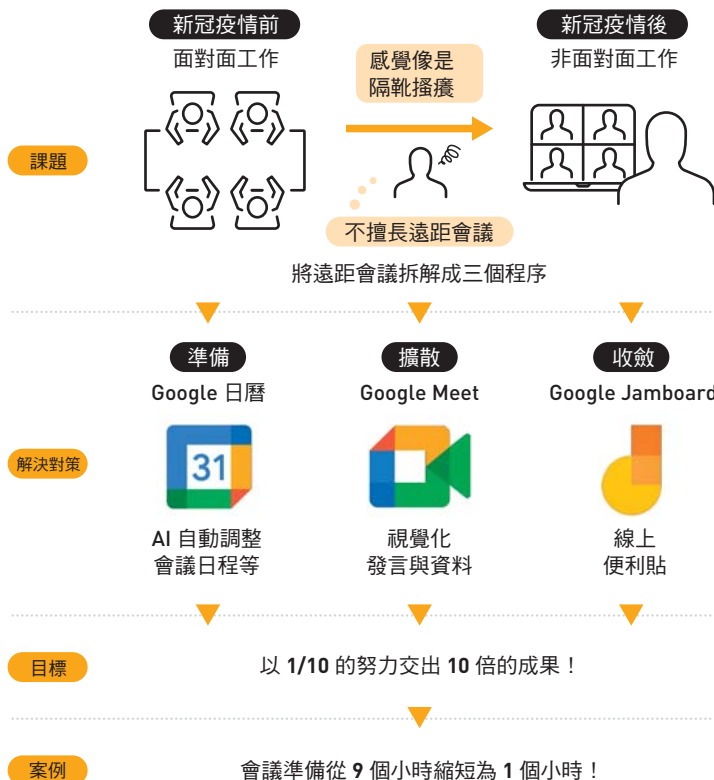 新冠疫情前
新冠疫情後
面對面工作
非面對面工作
感覺像是
隔靴搔癢
課題
不擅長遠距會議
將遠距會議拆解成三個程序
準備
擴散
收斂
Google 日曆
Google Meet
Google Jamboard
解決對策
31
AI 自動調整
會議日程等
視覺化
發言與資料
線上
便利貼
目標
以 1/10 的努力交出 10 倍的成果！
案例
會議準備從 9 個小時縮短為 1 個小時！